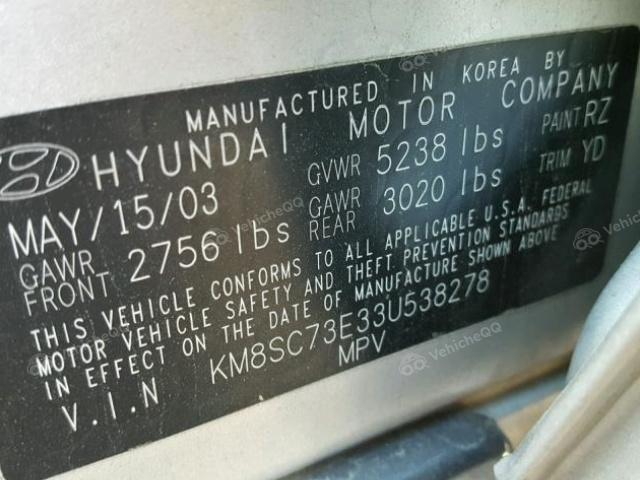 MANUFACTURED IN KOREA BY
HYUNDAI MOTOR COMPANY
MAY/15/03 GVWR 5238 lbs PAINT RZ
GAWR FRONT 2756 lbs GAWR REAR 3020 lbs TRIM YD
THIS VEHICLE CONFORMS TO ALL APPLICABLE U.S.A. FEDERAL
MOTOR VEHICLE SAFETY AND THEFT PREVENTION STANDARDS
IN EFFECT ON THE DATE OF MANUFACTURE SHOWN ABOVE
V.I.N KM8SC73E33U538278
MPV
VehicleQQ